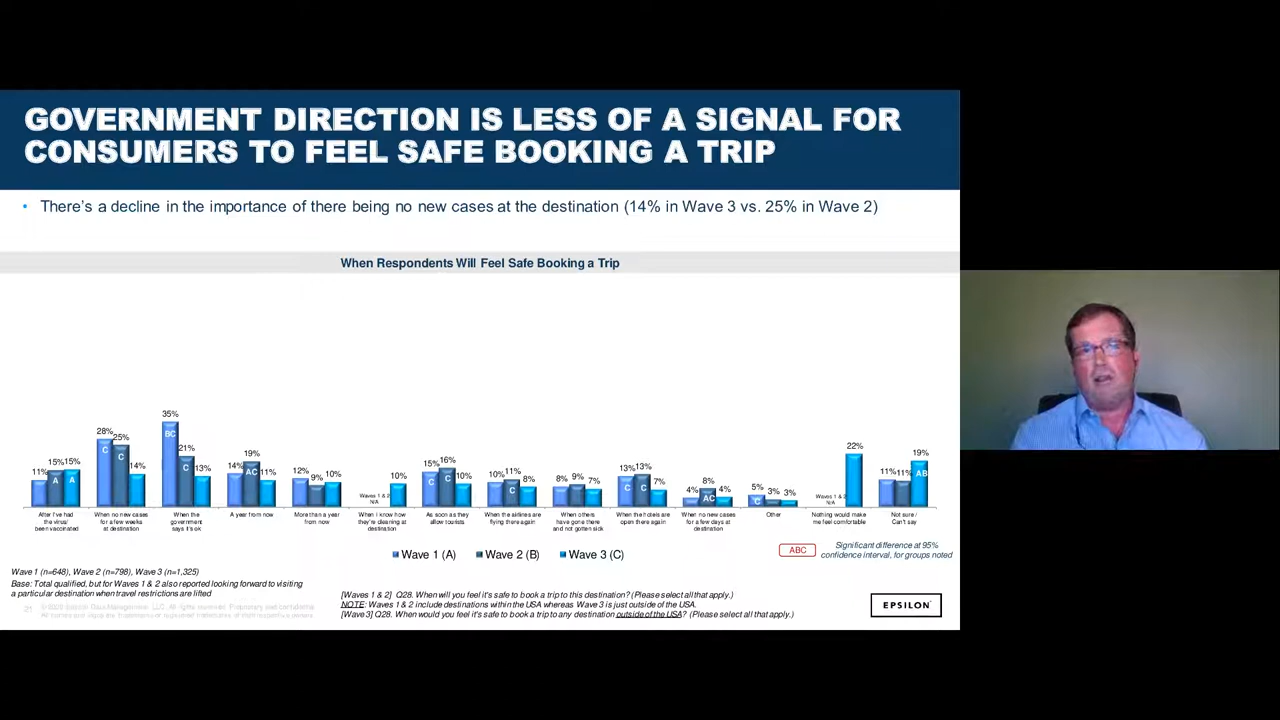 GOVERNMENT DIRECTION IS LESS OF A SIGNAL FOR
CONSUMERS TO FEEL SAFE BOOKING A TRIP
• There's a decline in the importance of there being no new cases at the destination (14% in Wave 3 vs. 25% in Wave 2)
When Respondents Will Feel Safe Booking a Trip
11% 15% 15%
A A
28% 25% 14%
C C
35% 21% 13%
BC C
14% 19% 11%
AC
12% 9% 10%
Waves 1 & 2
N/A
10%
15% 16% 10%
C C
10% 11% 8%
C
8% 9% 7%
13% 13% 7%
C C
4% 8% 4%
AC
5% 3% 3%
C
Waves 1 & 2
N/A
22%
11% 11% 19%
AB
After I've had
the virus/
been vaccinated
When no new cases
for a few weeks
at destination
When the
government
says it's ok
A year from now
More than a year
from now
When I know how
they're cleaning at
destination
As soon as they
allow tourists
When the airlines are
flying there again
When others
have gone there
and not gotten sick
When the hotels are
open there again
When no new cases
for a few days at
destination
Other
Nothing would make
me feel comfortable
Not sure/
Can't say
Wave 1 (A) Wave 2 (B) Wave 3 (C)
ABC
Significant difference at 95%
confidence interval, for groups noted
Wave 1 (n=648), Wave 2 (n=798), Wave 3 (n=1,325)
Base: Total qualified, but for Waves 1 & 2 also reported looking forward to visiting
a particular destination when travel restrictions are lifted
[Waves 1 & 2] Q28. When will you feel it's safe to book a trip to this destination? (Please select all that apply.)
NOTE: Waves 1 & 2 include destinations within the USA whereas Wave 3 is just outside of the USA.
[Wave 3] Q28. When would you feel it's safe to book a trip to any destination outside of the USA? (Please select all that apply.)
EPSILON